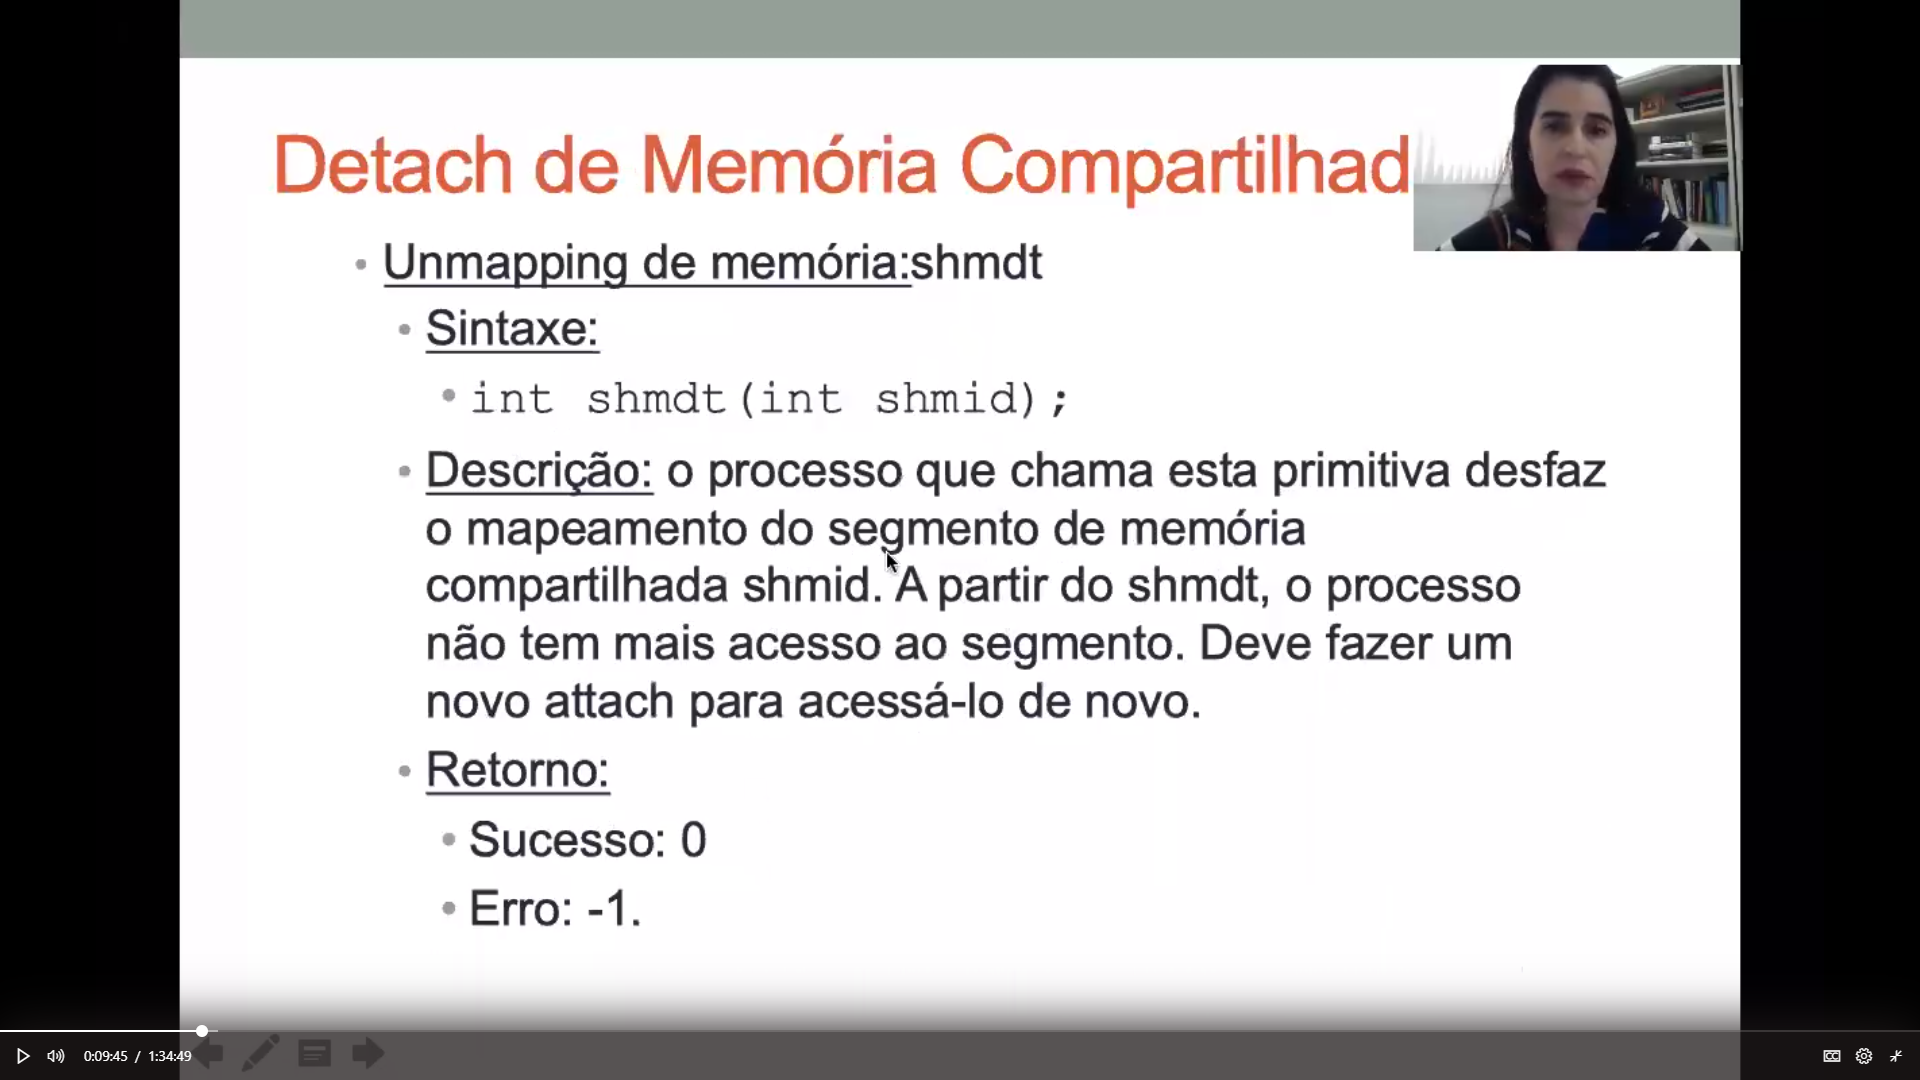 Detach de Memória Compartilhad
Unmapping de memória:shmdt
Sintaxe:
int shmdt(int shmid);
Descrição: o processo que chama esta primitiva desfaz
o mapeamento do segmento de memória
compartilhada shmid. A partir do shmdt, o processo
não tem mais acesso ao segmento. Deve fazer um
novo attach para acessá-lo de novo.
Retorno:
Sucesso: 0
Erro: -1.
0:09:45 / 1:34:49
CC